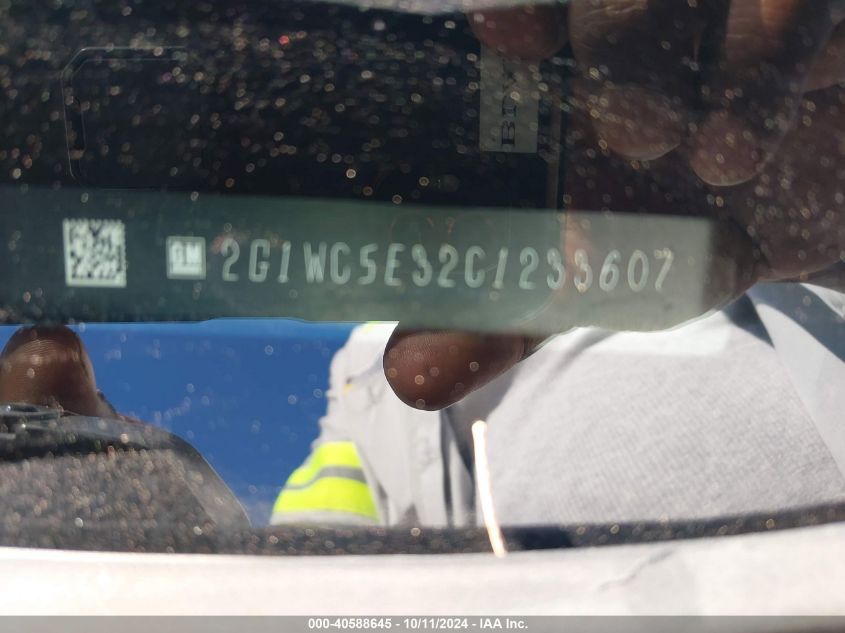 GM 2G1WC5E32C1233607
000-40588645 - 10/11/2024 - IAA Inc.